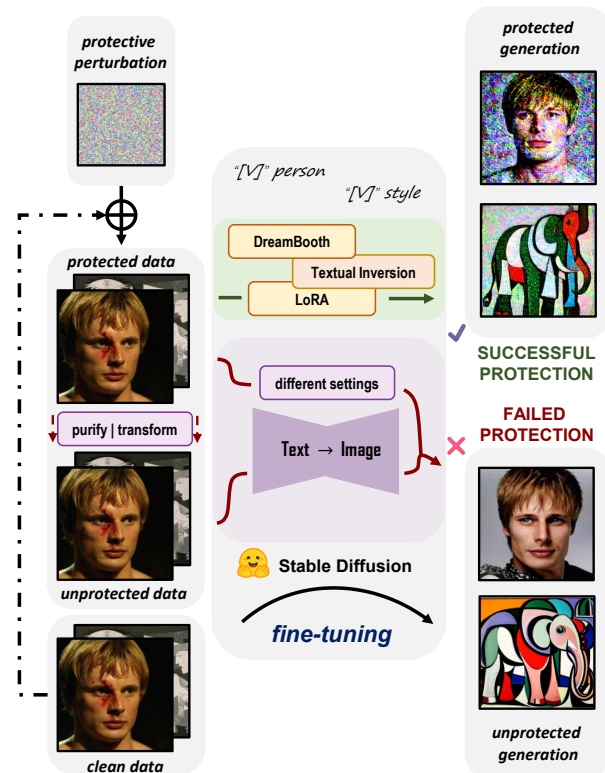 protective
perturbation
protected data
purify | transform
unprotected data
clean data
"[V]" person
"[V]" style
DreamBooth
Textual Inversion
LoRA
different settings
Text → Image
Stable Diffusion
fine-tuning
protected
generation
SUCCESSFUL
PROTECTION
FAILED
PROTECTION
unprotected
generation